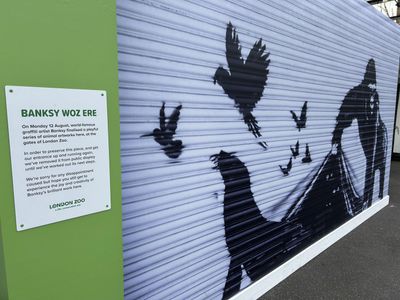 BANKSY WOZ ERE
On Monday 12 August, world-famous
graffiti artist Banksy finalised a playful
series of animal artworks here, at the
gates of London Zoo.
In order to preserve this piece, and get
our entrance up and running again,
we've removed it from public display
until we've worked out its next steps.
We're sorry for any disappointment
caused but hope you still get to
experience the joy and creativity of
Banksy's brilliant work here.
LONDON ZOO